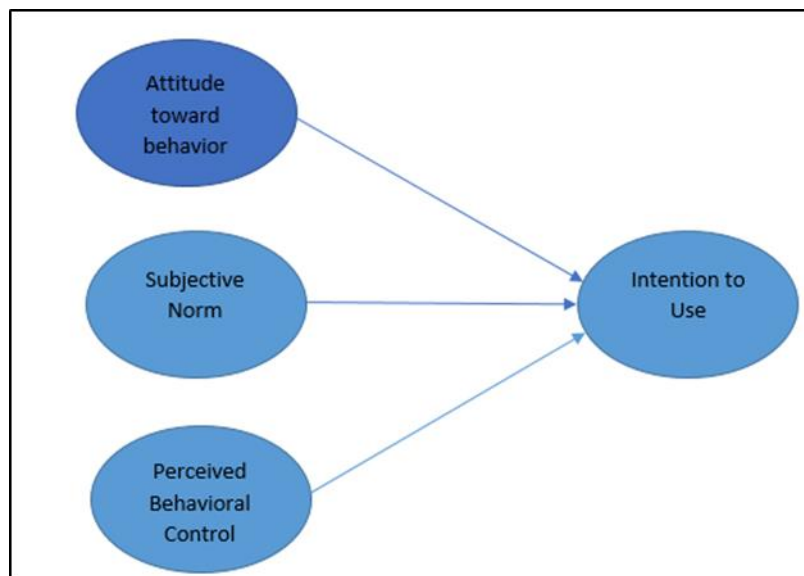 Attitude
toward
behavior
Subjective
Norm
Intention to
Use
Perceived
Behavioral
Control